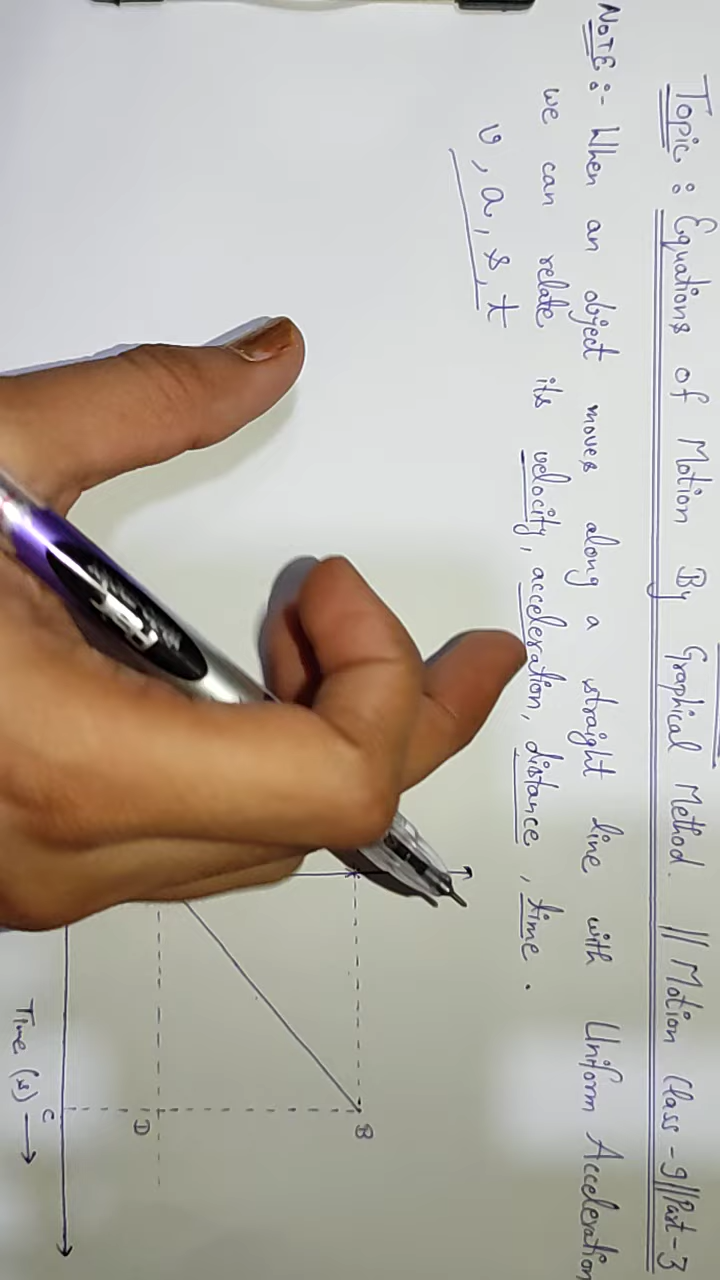 Topic : Equations of Motion By Graphical Method. || Motion Class-9||Part-3
NOTE :- When an object moves along a straight line with Uniform Acceleration
we can relate its velocity, acceleration, distance, time.
v, a, s, t
B
D
C
Time (s) →